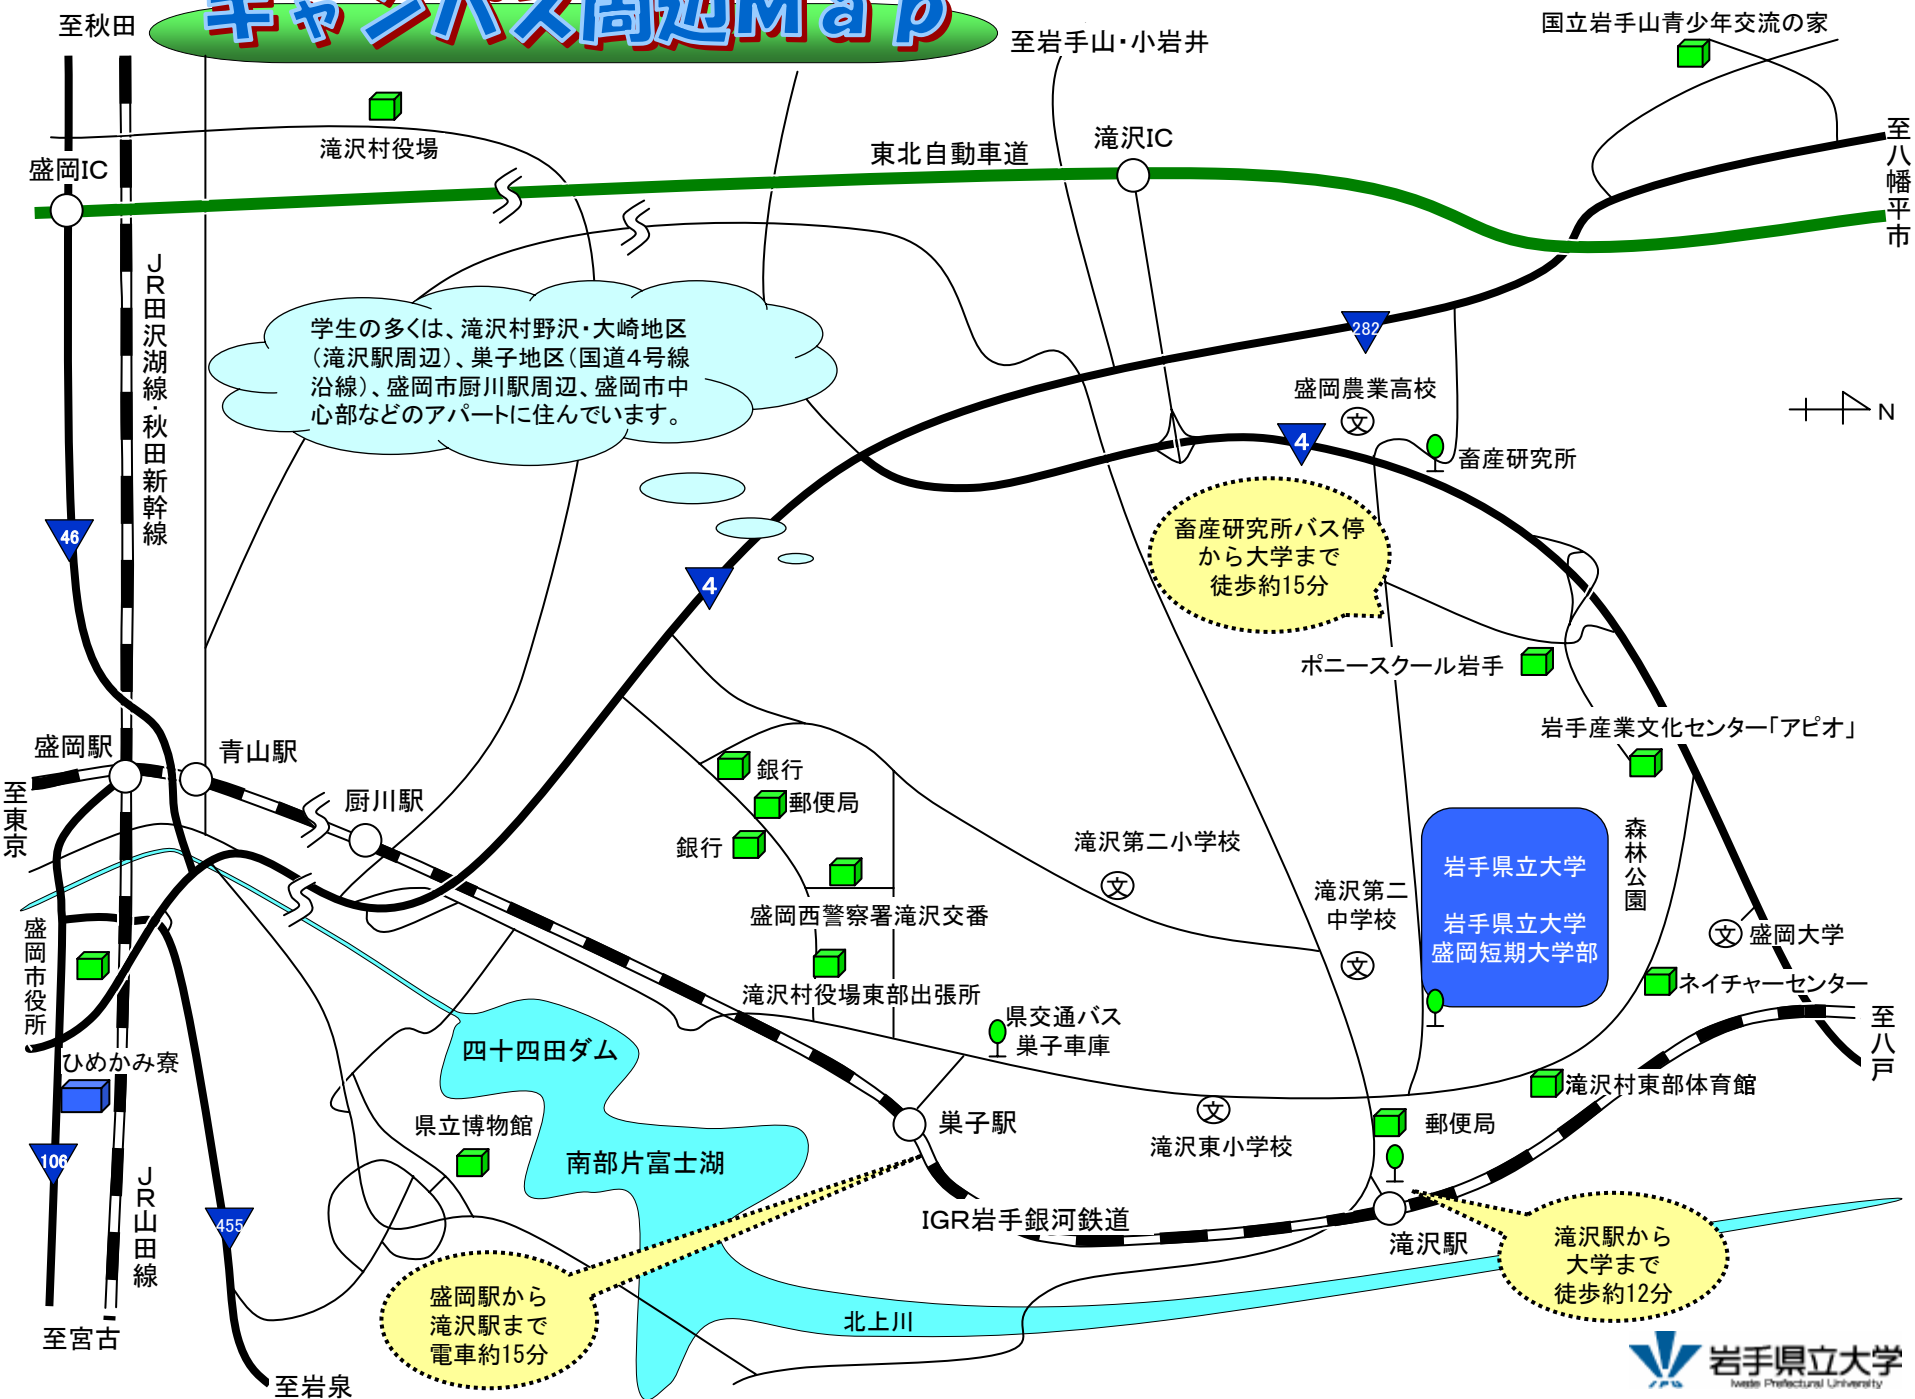 キャンパス周辺Map
至秋田
至岩手山・小岩井
国立岩手山青少年交流の家
滝沢村役場
東北自動車道
滝沢IC
盛岡IC
至八幡平市
JR田沢湖線・秋田新幹線
学生の多くは、滝沢村野沢・大崎地区
（滝沢駅周辺）、巣子地区（国道4号線
沿線）、盛岡市厨川駅周辺、盛岡市中
心部などのアパートに住んでいます。
282
盛岡農業高校
文
N
4
畜産研究所
46
畜産研究所バス停
から大学まで
徒歩約15分
4
ポニースクール岩手
岩手産業文化センター「アピオ」
盛岡駅
青山駅
至東京
厨川駅
銀行
郵便局
銀行
滝沢第二小学校
文
盛岡西警察署滝沢交番
滝沢第二
中学校
文
岩手県立大学
岩手県立大学
盛岡短期大学部
森林公園
文
盛岡大学
ネイチャーセンター
盛岡市役所
滝沢村役場東部出張所
県交通バス
巣子車庫
至八戸
ひめかみ寮
四十四田ダム
滝沢村東部体育館
県立博物館
巣子駅
文
滝沢東小学校
郵便局
106
南部片富士湖
JR山田線
455
IGR岩手銀河鉄道
滝沢駅
滝沢駅から
大学まで
徒歩約12分
盛岡駅から
滝沢駅まで
電車約15分
北上川
至宮古
至岩泉
岩手県立大学
Iwate Prefectural University